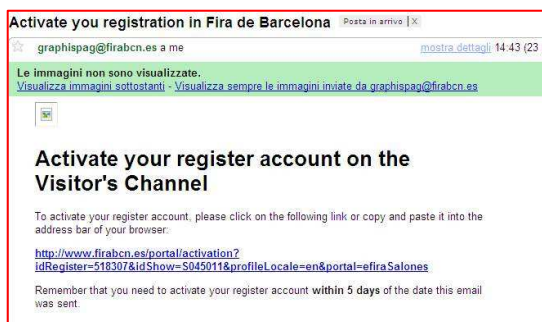 Activate you registration in Fira de Barcelona Posta in arrivo | X
graphispag@firabcn.es a me mostra dettagli 14:43 (23
Le immagini non sono visualizzate.
Visualizza immagini sottostanti - Visualizza sempre le immagini inviate da graphispag@firabcn.es
Activate your register account on the
Visitor's Channel
To activate your register account, please click on the following link or copy and paste it into the
address bar of your browser:
http://www.firabcn.es/portal/activation?
idRegister=518307&idShow=S045011&profileLocale=en&portal=efiraSalones
Remember that you need to activate your register account within 5 days of the date this email
was sent.